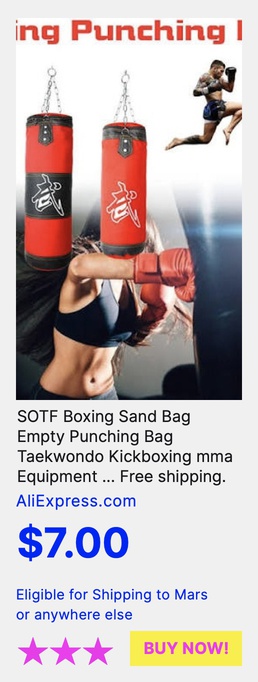 ing Punching
SOTF Boxing Sand Bag
Empty Punching Bag
Taekwondo Kickboxing mma
Equipment ... Free shipping.
AliExpress.com
$7.00
Eligible for Shipping to Mars
or anywhere else
BUY NOW!